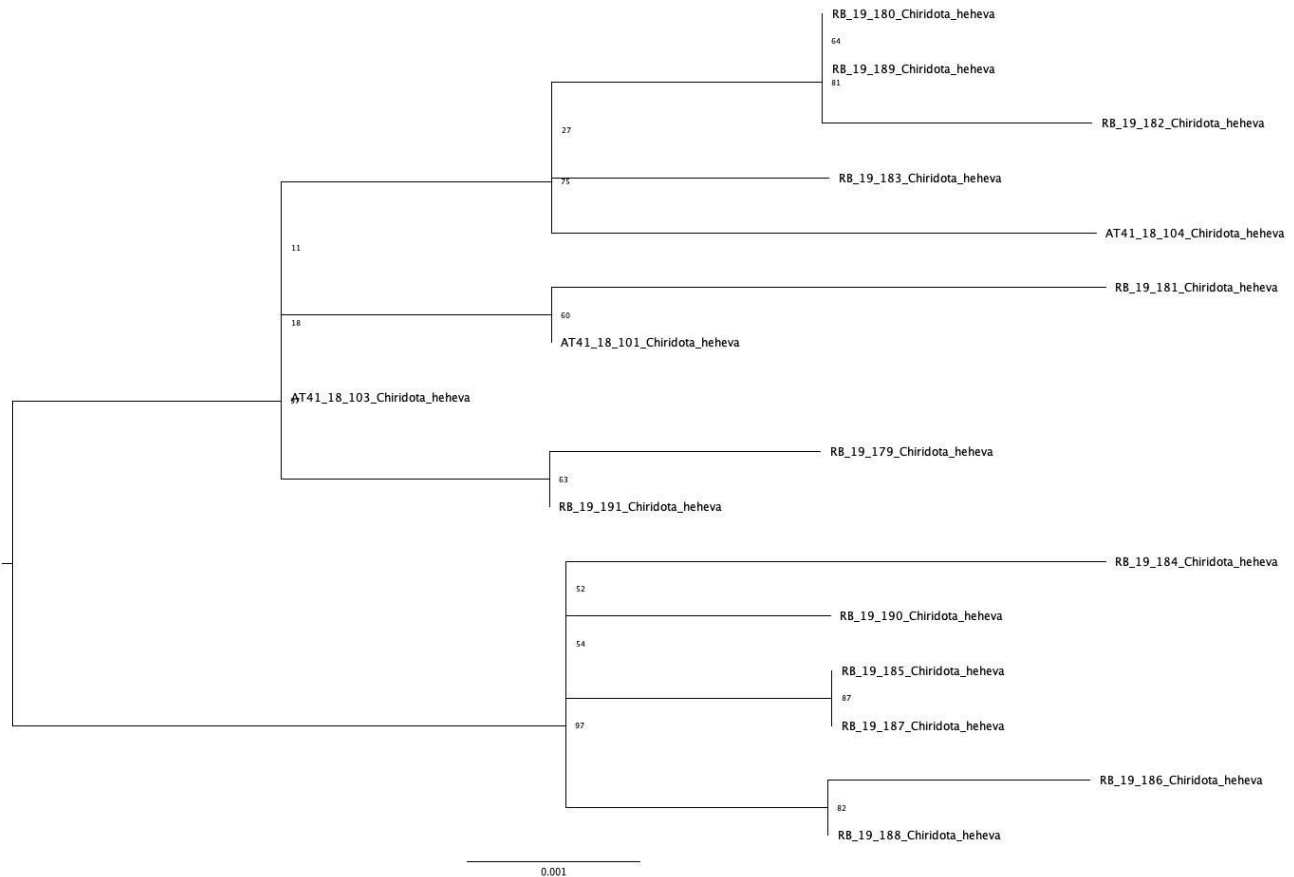 RB_19_180_Chiridota_heheva
64
RB_19_189_Chiridota_heheva
81
RB_19_182_Chiridota_heheva
27
RB_19_183_Chiridota_heheva
75
AT41_18_104_Chiridota_heheva
11
RB_19_181_Chiridota_heheva
60
18
AT41_18_101_Chiridota_heheva
AT41_18_103_Chiridota_heheva
RB_19_179_Chiridota_heheva
63
RB_19_191_Chiridota_heheva
RB_19_184_Chiridota_heheva
52
RB_19_190_Chiridota_heheva
54
RB_19_185_Chiridota_heheva
87
97
RB_19_187_Chiridota_heheva
RB_19_186_Chiridota_heheva
82
RB_19_188_Chiridota_heheva
0.001